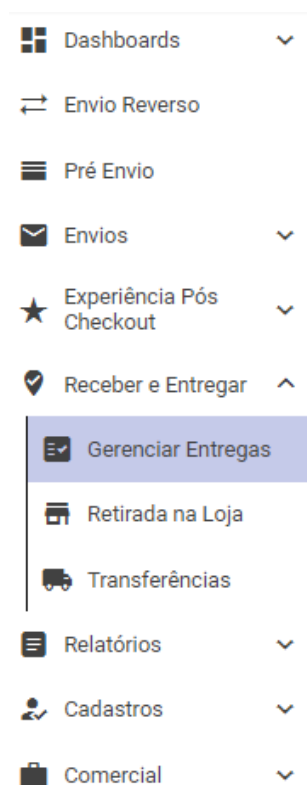 Dashboards
Envio Reverso
Pré Envio
Envios
Experiência Pós
Checkout
Receber e Entregar
Gerenciar Entregas
Retirada na Loja
Transferências
Relatórios
Cadastros
Comercial